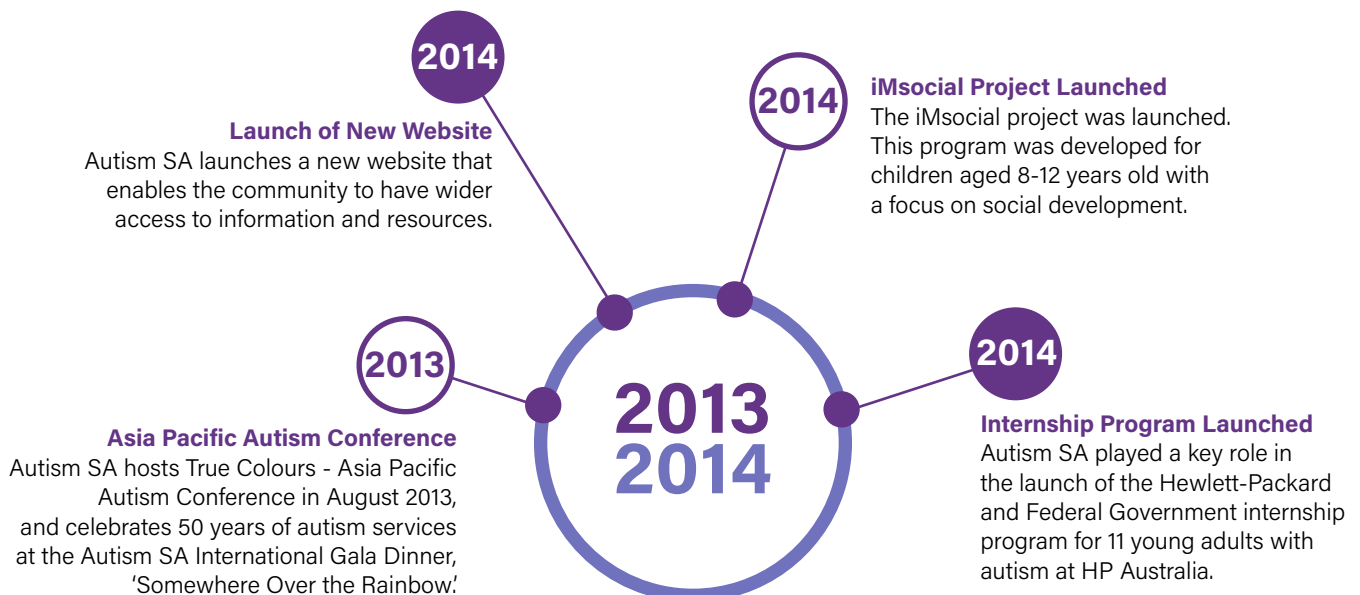 2014
Launch of New Website
Autism SA launches a new website that
enables the community to have wider
access to information and resources.
2014
iMsocial Project Launched
The iMsocial project was launched.
This program was developed for
children aged 8-12 years old with
a focus on social development.
2013
Asia Pacific Autism Conference
Autism SA hosts True Colours - Asia Pacific
Autism Conference in August 2013,
and celebrates 50 years of autism services
at the Autism SA International Gala Dinner,
'Somewhere Over the Rainbow'.
2013
2014
2014
Internship Program Launched
Autism SA played a key role in
the launch of the Hewlett-Packard
and Federal Government internship
program for 11 young adults with
autism at HP Australia.